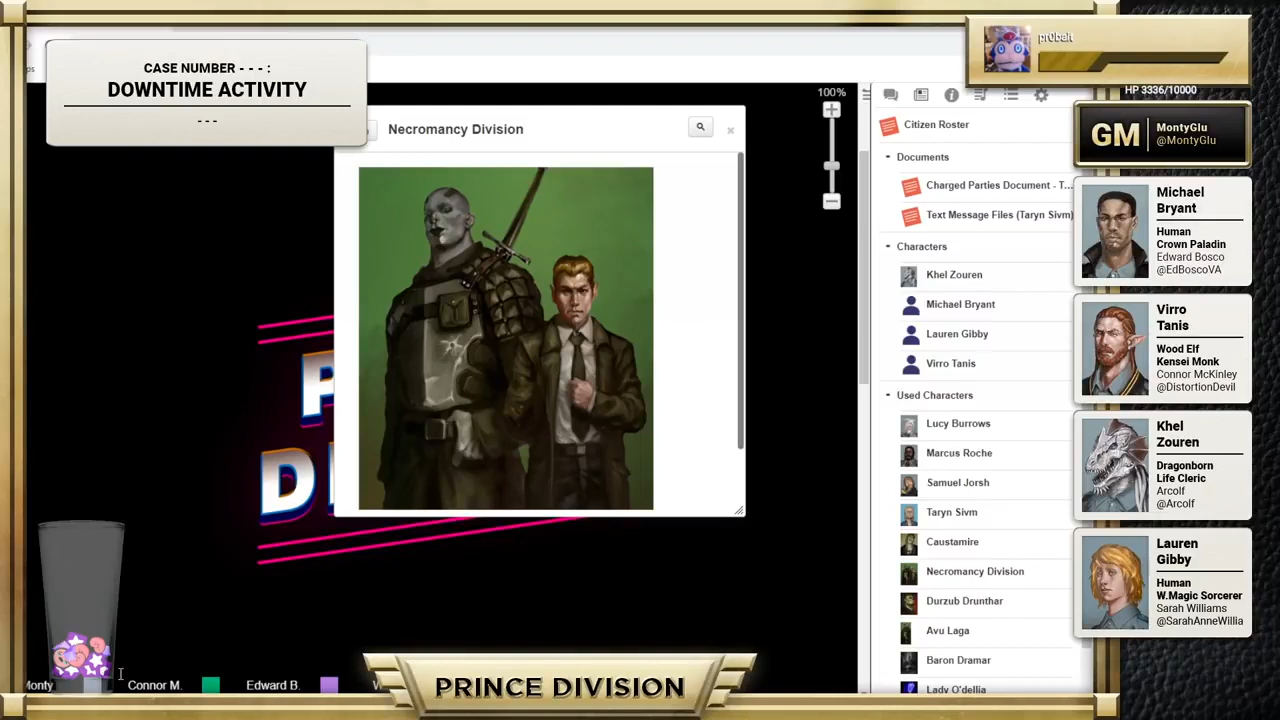 CASE NUMBER - - - :
DOWNTIME ACTIVITY
- - -
Necromancy Division
100%
Citizen Roster
Documents
Charged Parties Document - T...
Text Message Files (Taryn Sivm)
Characters
Khel Zouren
Michael Bryant
Lauren Gibby
Virro Tanis
Used Characters
Lucy Burrows
Marcus Roche
Samuel Jorsh
Taryn Sivm
Caustamire
Necromancy Division
Durzub Drunthar
Avu Laga
Baron Dramar
Lady O'dellia
pr0bait
HP 3336/10000
GM
MontyGlu
@MontyGlu
Michael
Bryant
Human
Crown Paladin
Edward Bosco
@EdBoscoVA
Virro
Tanis
Wood Elf
Kensei Monk
Connor McKinley
@DistortionDevil
Khel
Zouren
Dragonborn
Life Cleric
Arcolf
@Arcolf
Lauren
Gibby
Human
W.Magic Sorcerer
Sarah Williams
@SarahAnneWillia
Monty
Connor M.
Edward B.
PRINCE DIVISION